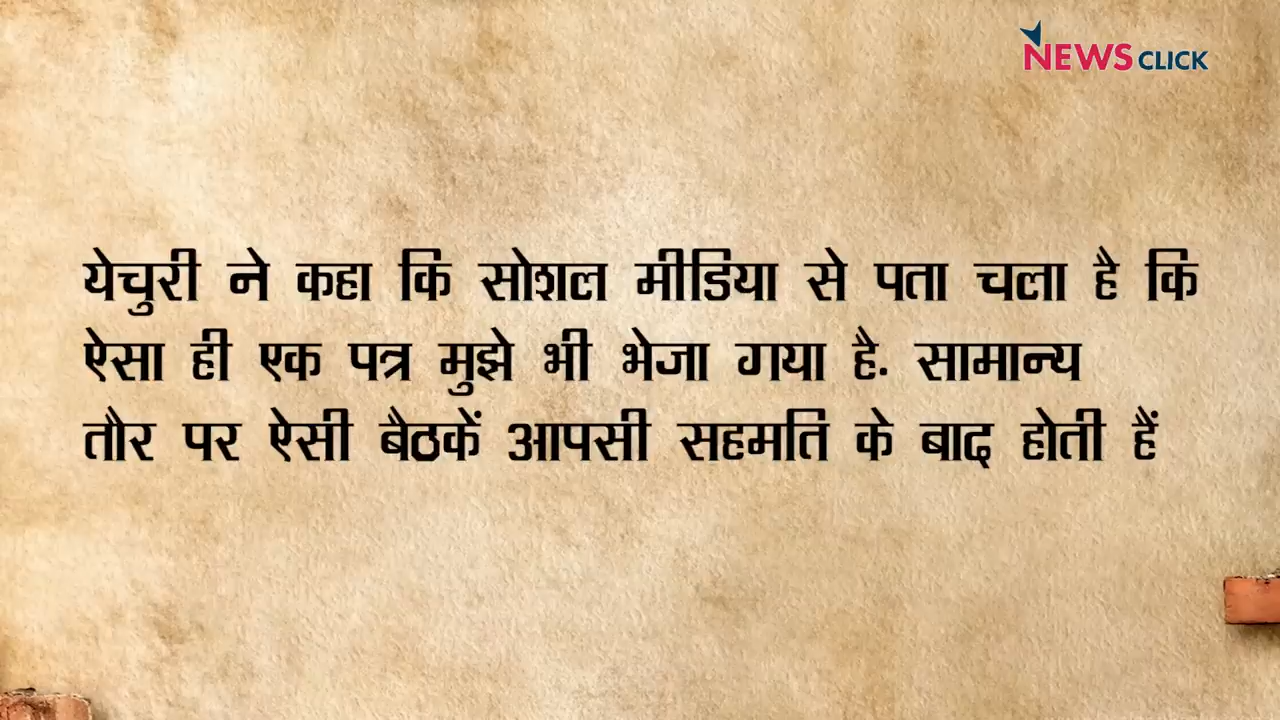 NEWS CLICK
येचुरी ने कहा कि सोशल मीडिया से पता चला है कि
ऐसा ही एक पत्र मुझे भी भेजा गया है. सामान्य
तौर पर ऐसी बैठकें आपसी सहमति के बाद होती हैं